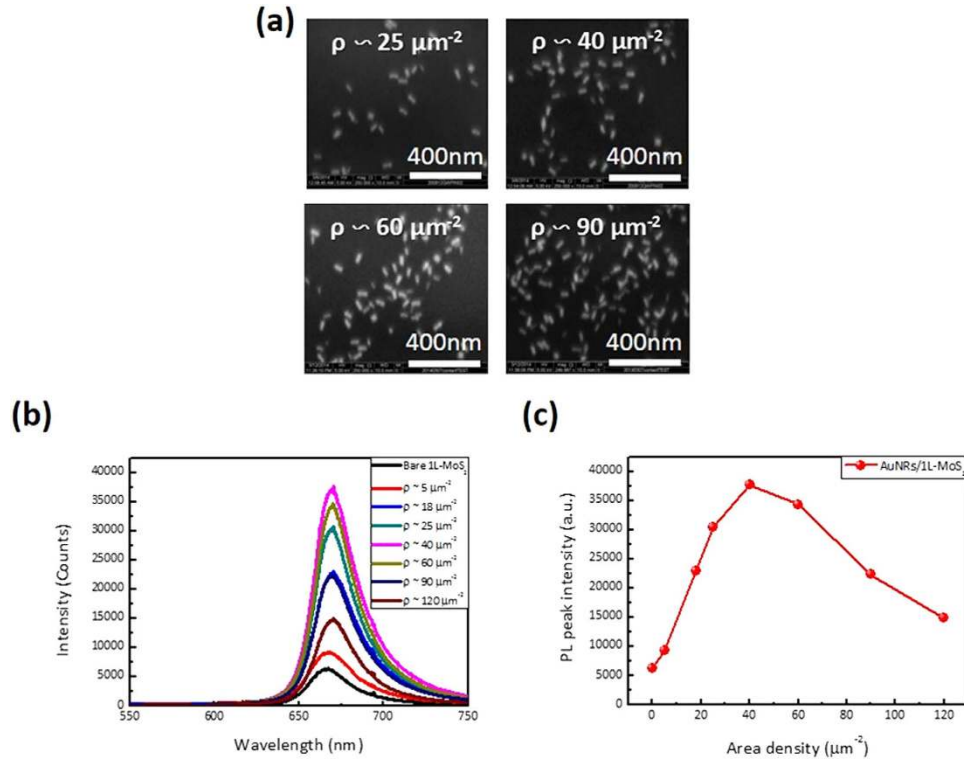 (a)
ρ ∽ 25 μm⁻²
400nm
ρ ∽ 40 μm⁻²
400nm
ρ ∽ 60 μm⁻²
400nm
ρ ∽ 90 μm⁻²
400nm
(b)
Intensity (Counts)
40000
35000
30000
25000
20000
15000
10000
5000
0
550
600
650
700
750
Wavelength (nm)
Bare 1L-MoS₂
ρ ~ 5 μm⁻²
ρ ~ 18 μm⁻²
ρ ~ 25 μm⁻²
ρ ~ 40 μm⁻²
ρ ~ 60 μm⁻²
ρ ~ 90 μm⁻²
ρ ~ 120 μm⁻²
(c)
PL peak intensity (a.u.)
40000
35000
30000
25000
20000
15000
10000
5000
0
0
20
40
60
80
100
120
Area density (μm⁻²)
AuNRs/1L-MoS₂